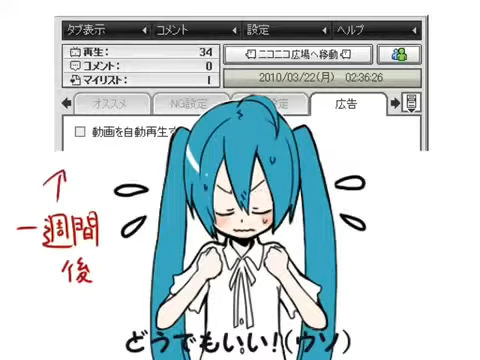 タブ表示 コメント 設定 ヘルプ
再生: 34 ニコニコ広場へ移動
コメント: 0
マイリスト: 1 2010/03/22(月) 02:36:26
オススメ NG設定 定 広告
動画を自動再生す
一週間
後
どうでもいい!(ウソ)